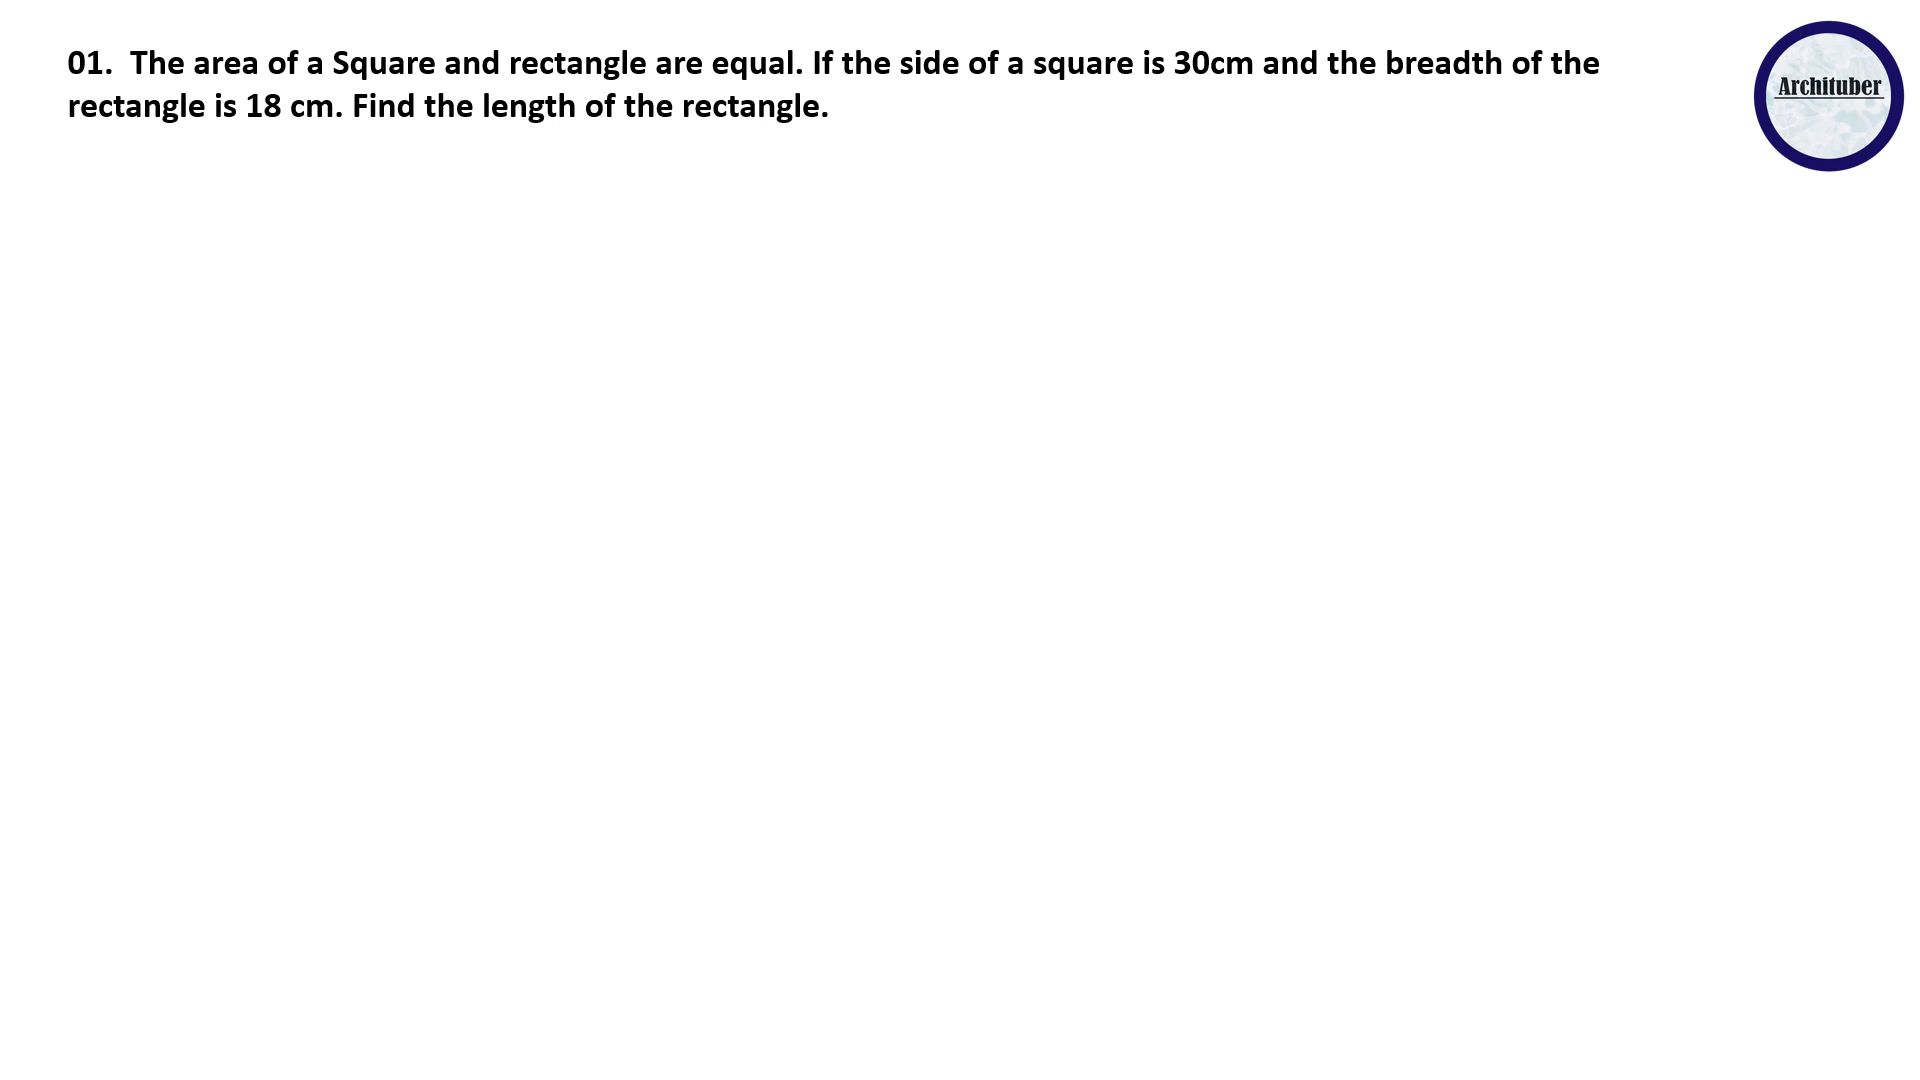 01.  The area of a Square and rectangle are equal. If the side of a square is 30cm and the breadth of the
rectangle is 18 cm. Find the length of the rectangle.
Archituber